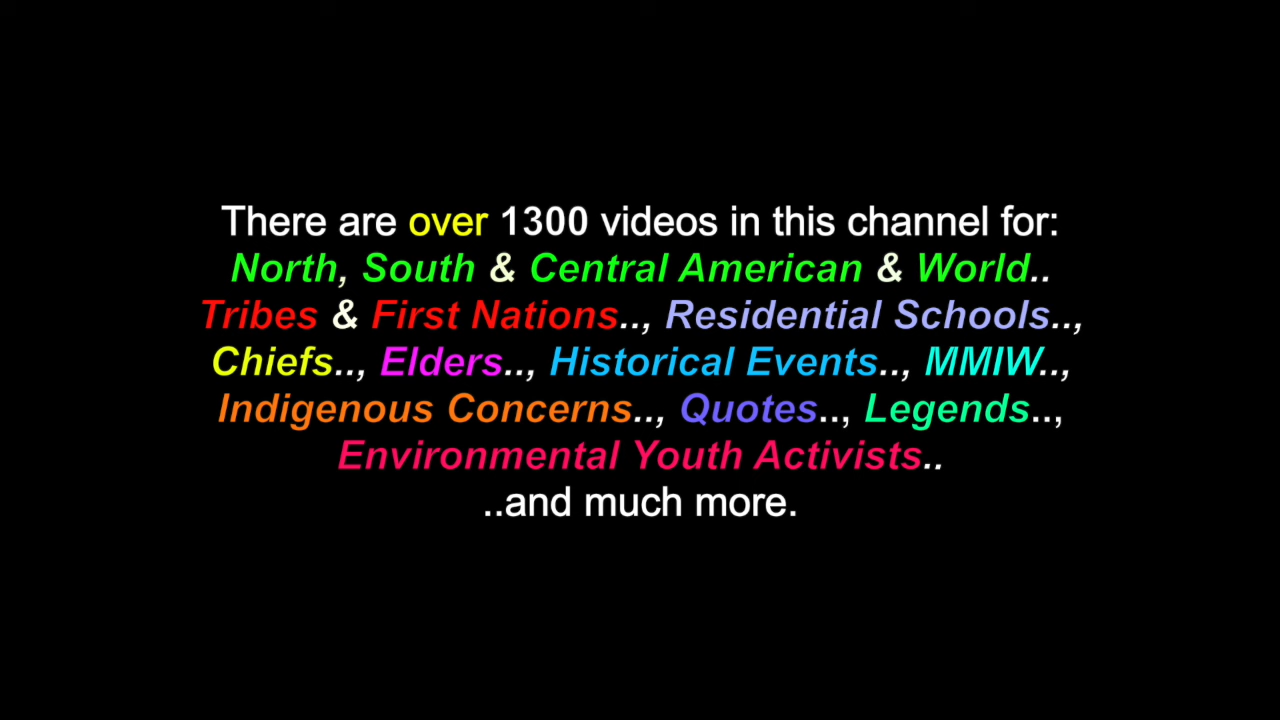 There are over 1300 videos in this channel for:
North, South & Central American & World..
Tribes & First Nations.., Residential Schools..,
Chiefs.., Elders.., Historical Events.., MMIW..,
Indigenous Concerns.., Quotes.., Legends..,
Environmental Youth Activists..
..and much more.